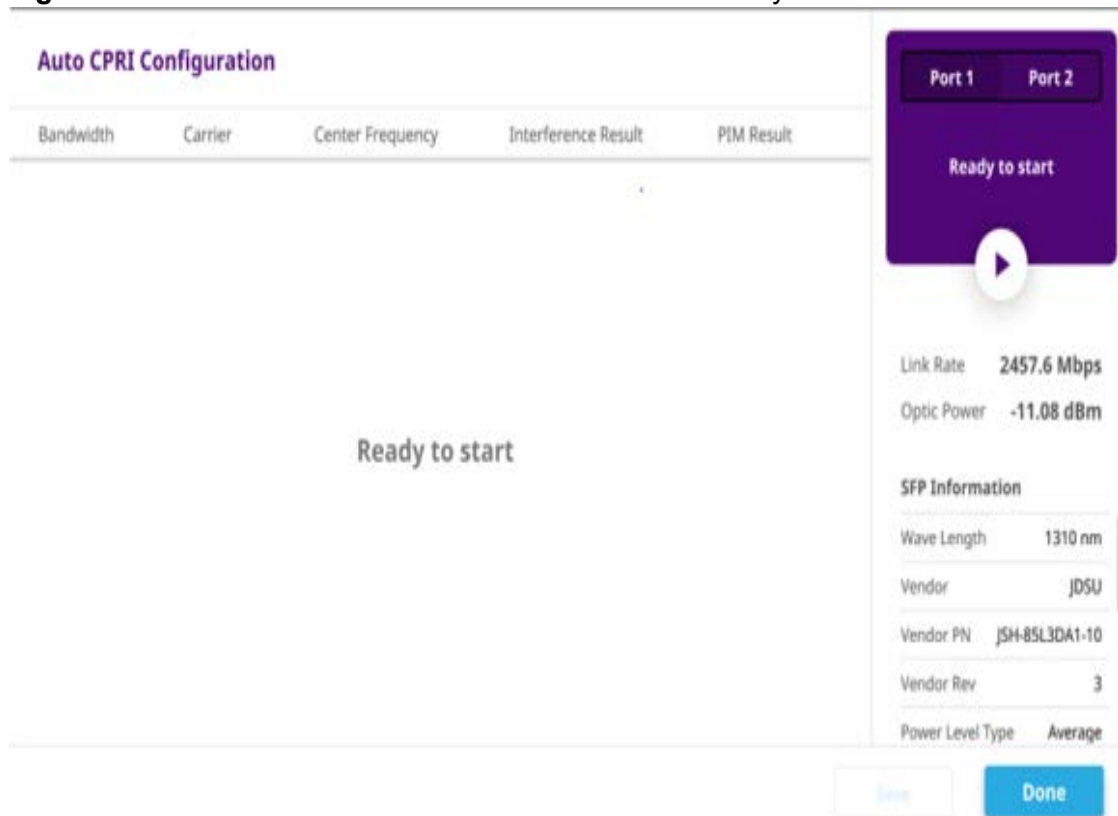 Auto CPRI Configuration
Bandwidth Carrier Center Frequency Interference Result PIM Result
Ready to start
Port 1 Port 2
Ready to start
Link Rate 2457.6 Mbps
Optic Power -11.08 dBm
SFP Information
Wave Length 1310 nm
Vendor JDSU
Vendor PN JSH-85L3DA1-10
Vendor Rev 3
Power Level Type Average
Save Done